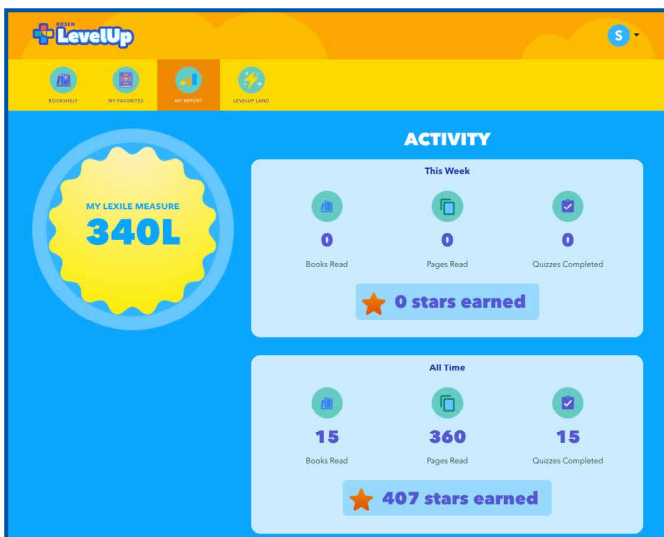 ROSEN
LevelUp
S
BOOKSHELF
MY FAVORITES
MY REPORT
LEVELUP LAND
MY LEXILE MEASURE
340L
ACTIVITY
This Week
0 0 0
Books Read Pages Read Quizzes Completed
0 stars earned
All Time
15 360 15
Books Read Pages Read Quizzes Completed
407 stars earned